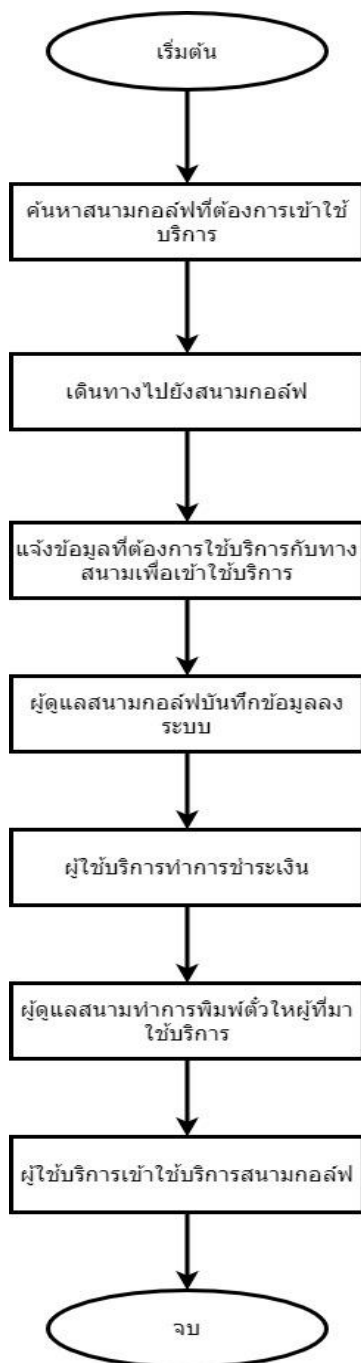 เริ่มต้น
ค้นหาสนามกอล์ฟที่ต้องการเข้าใช้
บริการ
เดินทางไปยังสนามกอล์ฟ
แจ้งข้อมูลที่ต้องการใช้บริการกับทาง
สนามเพื่อเข้าใช้บริการ
ผู้ดูแลสนามกอล์ฟบันทึกข้อมูลลง
ระบบ
ผู้ใช้บริการทำการชำระเงิน
ผู้ดูแลสนามทำการพิมพ์ตั๋วใหผู้ที่มา
ใช้บริการ
ผู้ใช้บริการเข้าใช้บริการสนามกอล์ฟ
จบ